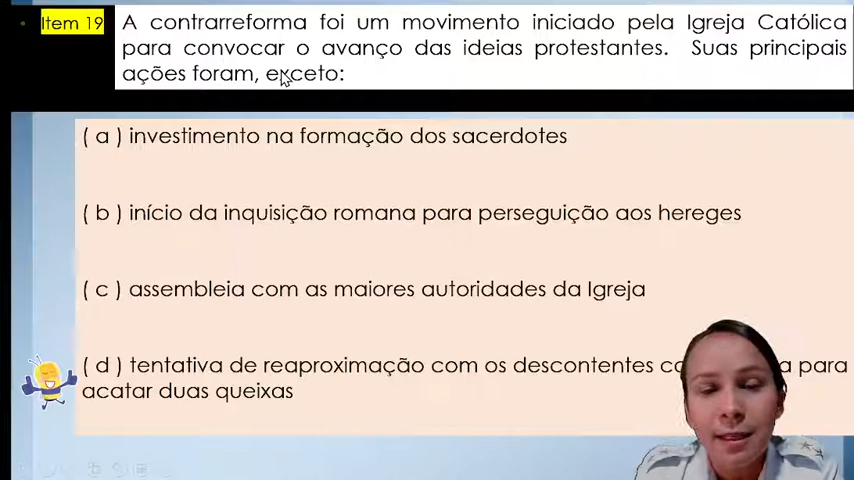 Item 19
A contrarreforma foi um movimento iniciado pela Igreja Católica
para convocar o avanço das ideias protestantes. Suas principais
ações foram, exceto:
( a ) investimento na formação dos sacerdotes
( b ) início da inquisição romana para perseguição aos hereges
( c ) assembleia com as maiores autoridades da Igreja
( d ) tentativa de reaproximação com os descontentes para
acatar duas queixas